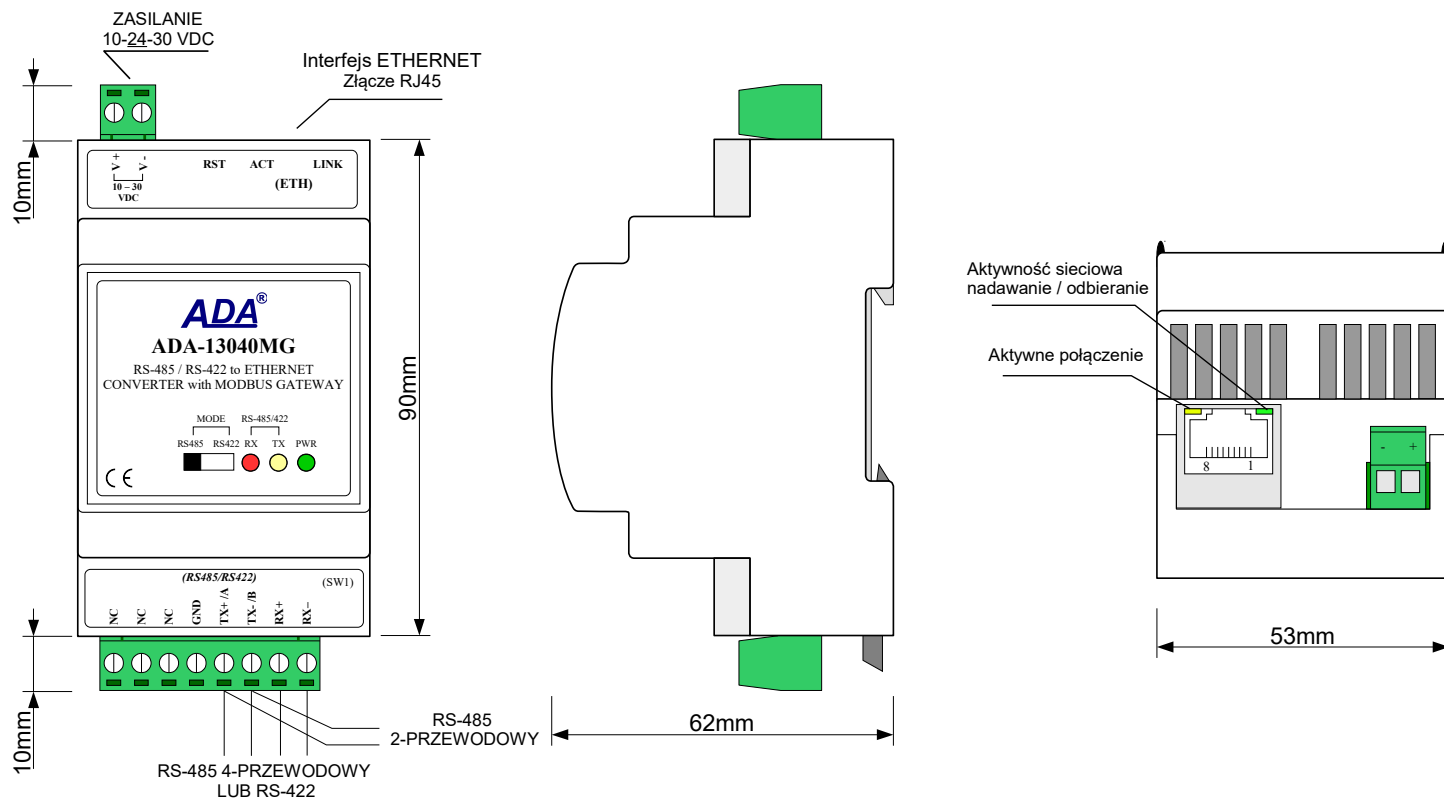 ZASILANIE
10-24-30 VDC
Interfejs ETHERNET
Złącze RJ45
10mm
V +
V -
10 – 30
VDC
RST ACT LINK
(ETH)
ADA®
ADA-13040MG
RS-485 / RS-422 to ETHERNET
CONVERTER with MODBUS GATEWAY
MODE RS-485/422
RS485 RS422 RX TX PWR
CE
90mm
(RS485/RS422)
(SW1)
NC
NC
NC
GND
TX+ /A
TX- /B
RX+
RX–
10mm
RS-485
2-PRZEWODOWY
RS-485 4-PRZEWODOWY
LUB RS-422
62mm
Aktywność sieciowa
nadawanie / odbieranie
Aktywne połączenie
8 1
- +
53mm